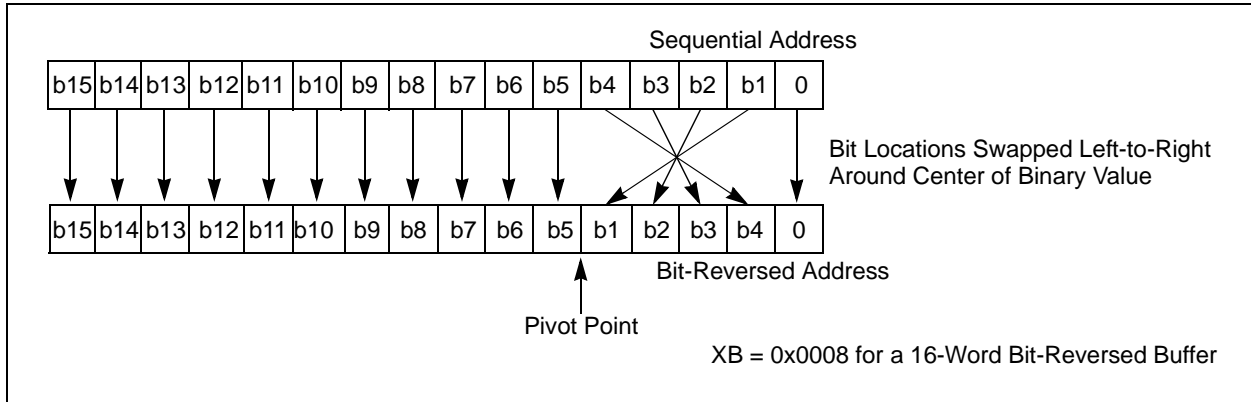 Sequential Address
b15 b14 b13 b12 b11 b10 b9 b8 b7 b6 b5 b4 b3 b2 b1 0
Bit Locations Swapped Left-to-Right
Around Center of Binary Value
b15 b14 b13 b12 b11 b10 b9 b8 b7 b6 b5 b1 b2 b3 b4 0
Bit-Reversed Address
Pivot Point
XB = 0x0008 for a 16-Word Bit-Reversed Buffer